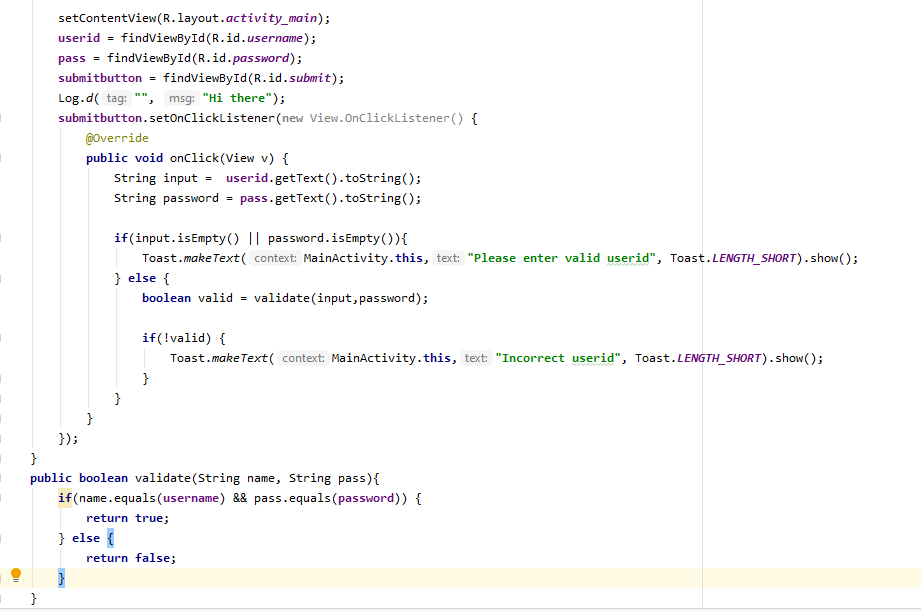 setContentView(R.layout.activity_main);
userid = findViewById(R.id.username);
pass = findViewById(R.id.password);
submitbutton = findViewById(R.id.submit);
Log.d( tag: "", msg: "Hi there");
submitbutton.setOnClickListener(new View.OnClickListener() {
@Override
public void onClick(View v) {
String input =  userid.getText().toString();
String password = pass.getText().toString();
if(input.isEmpty() || password.isEmpty()){
Toast.makeText( context: MainActivity.this, text: "Please enter valid userid", Toast.LENGTH_SHORT).show();
} else {
boolean valid = validate(input,password);
if(!valid) {
Toast.makeText( context: MainActivity.this, text: "Incorrect userid", Toast.LENGTH_SHORT).show();
}
}
}
});
}
public boolean validate(String name, String pass){
if(name.equals(username) && pass.equals(password)) {
return true;
} else {
return false;
}
}